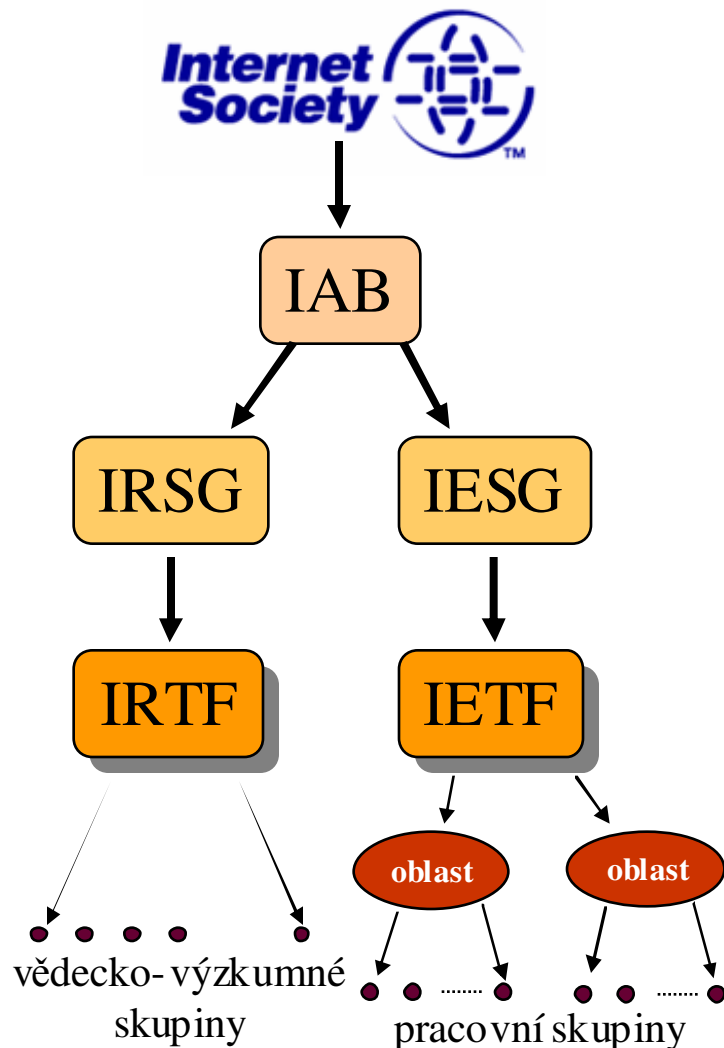 Internet
Society
TM
IAB
IRSG IESG
IRTF IETF
oblast oblast
vědecko-výzkumné
skupiny
pracovní skupiny